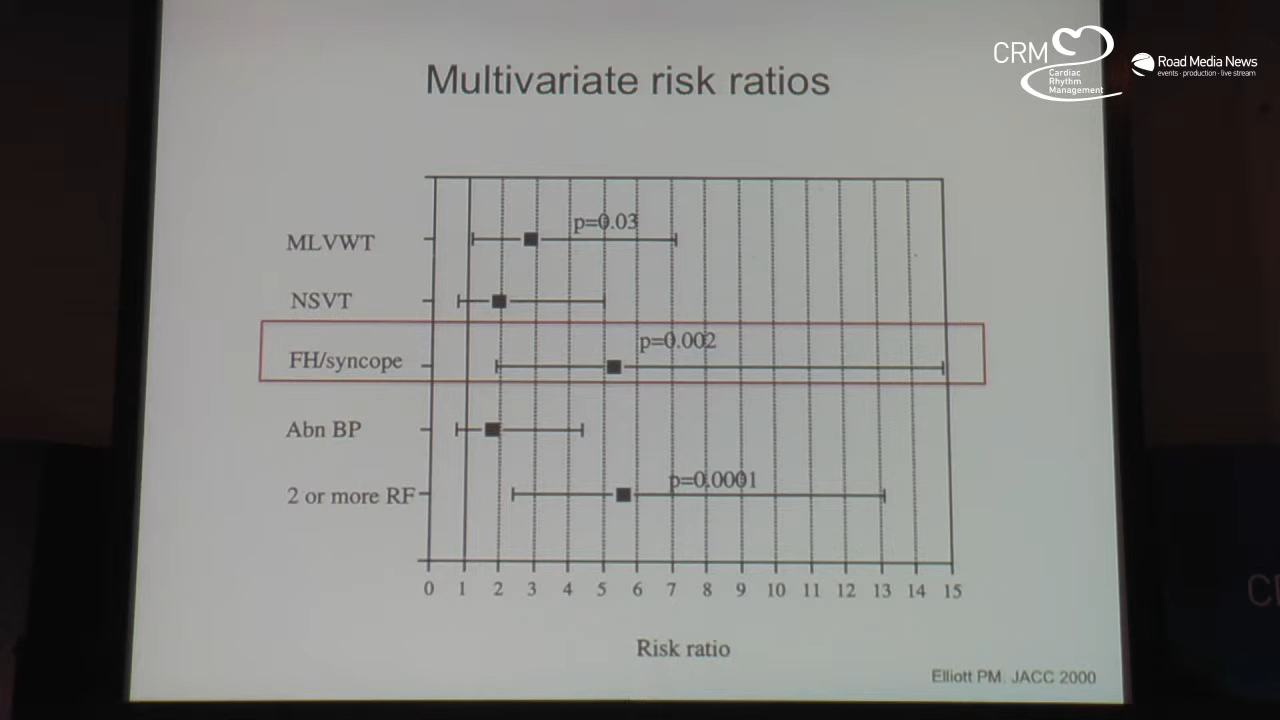 CRM
Cardiac
Rhythm
Management
Road Media News
events · production · live stream
Multivariate risk ratios
MLVWT
p=0.03
NSVT
FH/syncope
p=0.002
Abn BP
2 or more RF
p=0.0001
0 1 2 3 4 5 6 7 8 9 10 11 12 13 14 15
Risk ratio
Elliott PM. JACC 2000